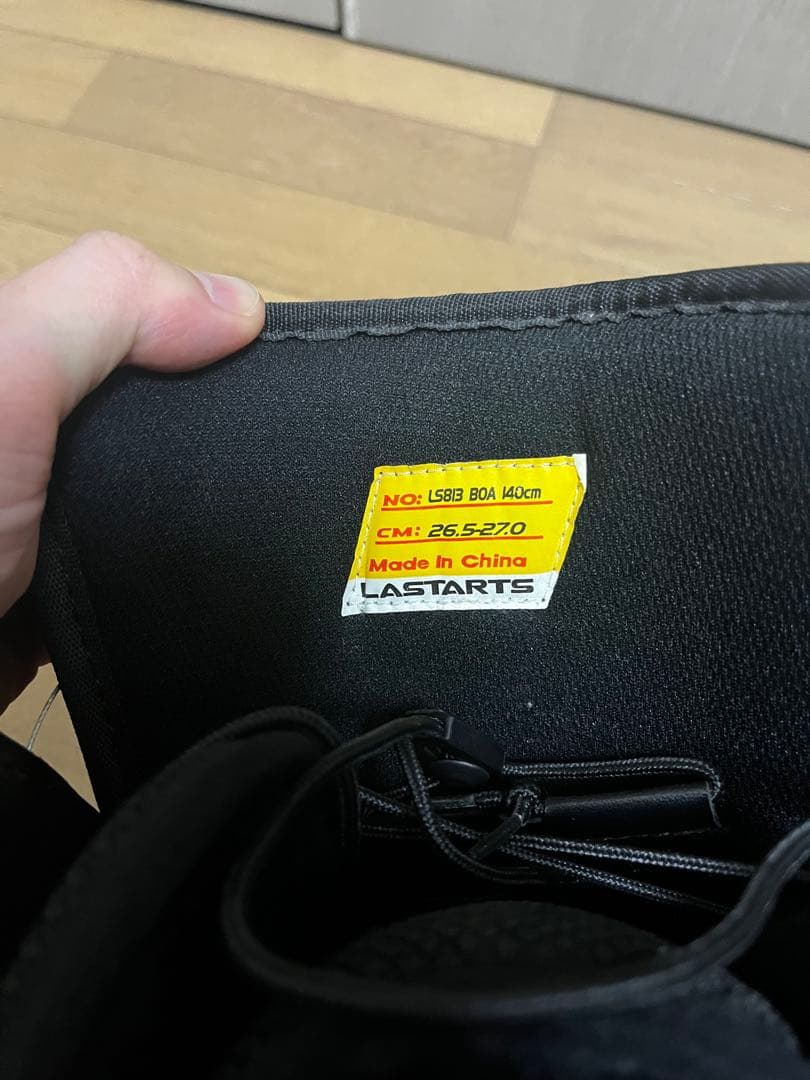 NO: LS813 BOA 140cm
CM: 26.5-27.0
Made In China
LASTARTS